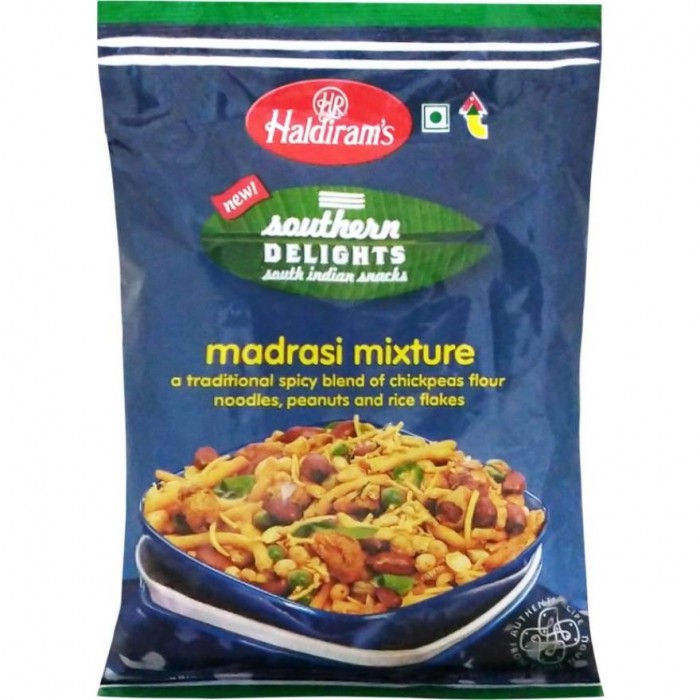 HR
Haldiram's
new!
southern
DELIGHTS
south indian snacks
madrasi mixture
a traditional spicy blend of chickpeas flour
noodles, peanuts and rice flakes